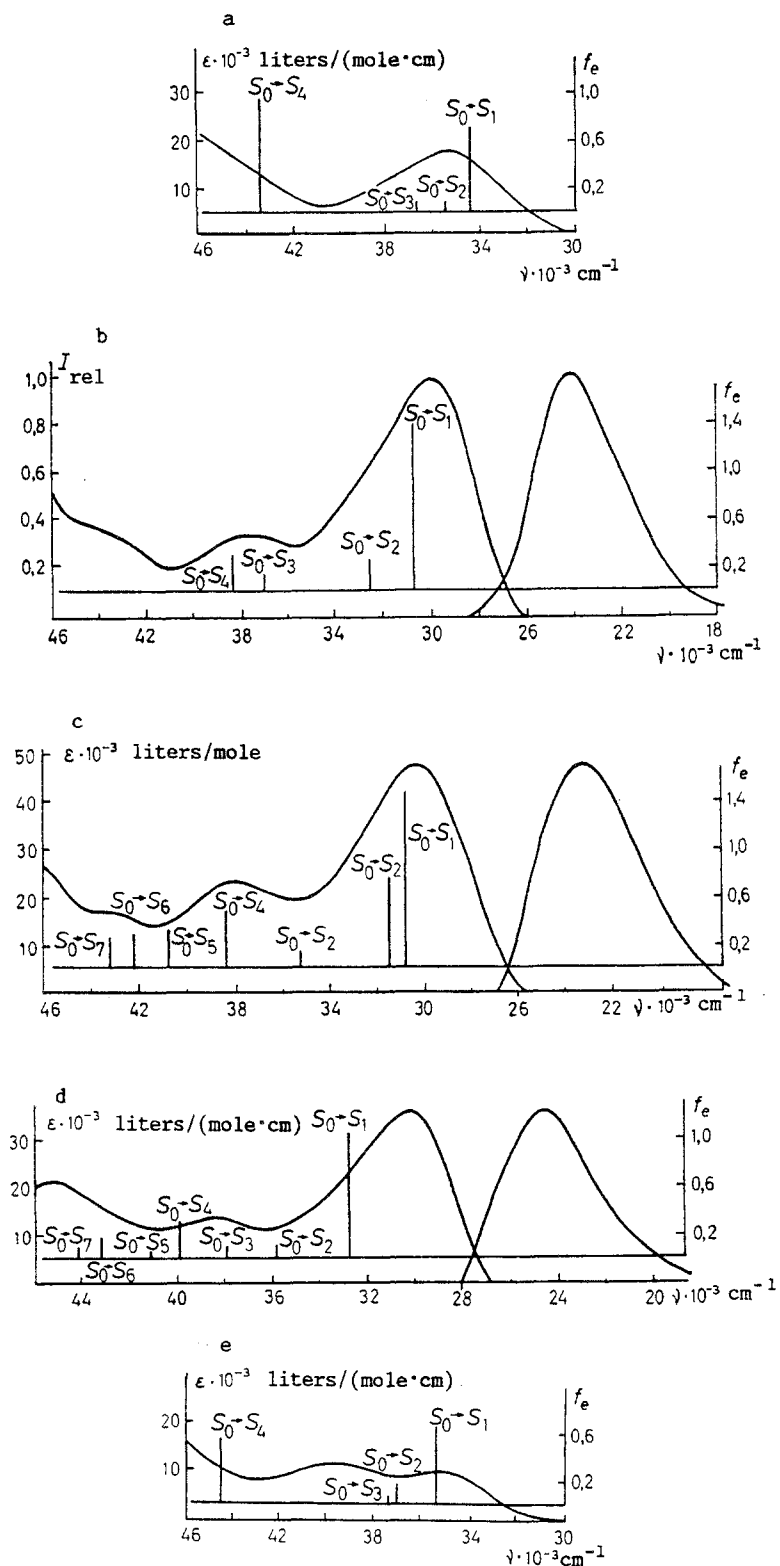 a
ε·10⁻³ liters/(mole·cm) fₑ
S₀→S₄
S₀→S₁
30 1,0
20 0,6
S₀→S₂
S₀→S₃
10 0,2
46 42 38 34 30
ν·10⁻³ cm⁻¹
b
I rel
fₑ
1,0
S₀→S₁
1,4
0,8
1,0
0,6
S₀→S₂
0,6
0,4
S₀→S₃
S₀→S₄
0,2 0,2
46 42 38 34 30 26 22 18
ν·10⁻³ cm⁻¹
c
50 ε·10⁻³ liters/mole fₑ
40 1,4
S₀→S₁
30 1,0
S₀→S₂
S₀→S₆ S₀→S₄
20 0,6
S₀→S₇ S₀→S₅ S₀→S₂
10 0,2
46 42 38 34 30 26 22 ν·10⁻³ cm⁻¹
d
ε·10⁻³ liters/(mole·cm) S₀→S₁ fₑ
30 1,0
20 0,6
S₀→S₄
S₀→S₇ S₀→S₅ S₀→S₃ S₀→S₂
10 0,2
S₀→S₆
44 40 36 32 28 24 20 ν·10⁻³ cm⁻¹
e
ε·10⁻³ liters/(mole·cm) fₑ
20 S₀→S₄ S₀→S₁ 0,6
S₀→S₂
10 S₀→S₃ 0,2
46 42 38 34 30
ν·10⁻³cm⁻¹